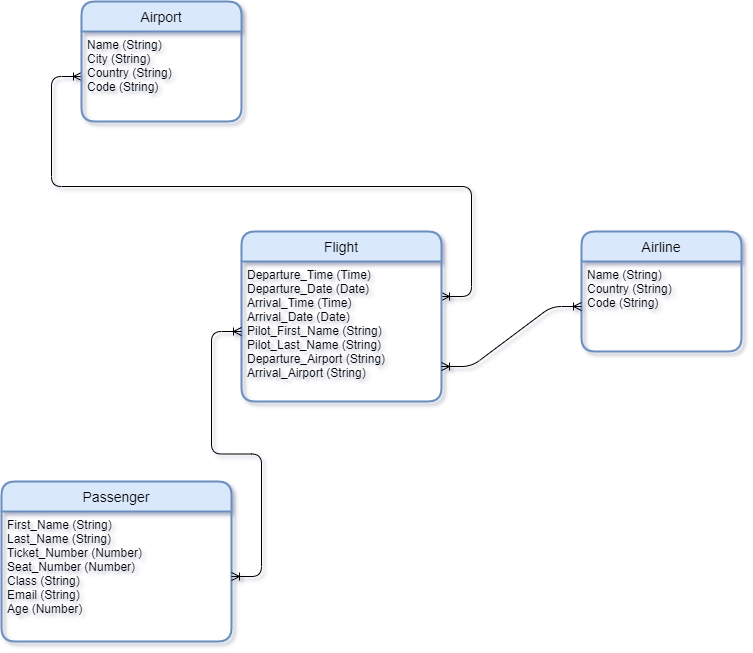 Airport
Name (String)
City (String)
Country (String)
Code (String)
Flight
Departure_Time (Time)
Departure_Date (Date)
Arrival_Time (Time)
Arrival_Date (Date)
Pilot_First_Name (String)
Pilot_Last_Name (String)
Departure_Airport (String)
Arrival_Airport (String)
Airline
Name (String)
Country (String)
Code (String)
Passenger
First_Name (String)
Last_Name (String)
Ticket_Number (Number)
Seat_Number (Number)
Class (String)
Email (String)
Age (Number)